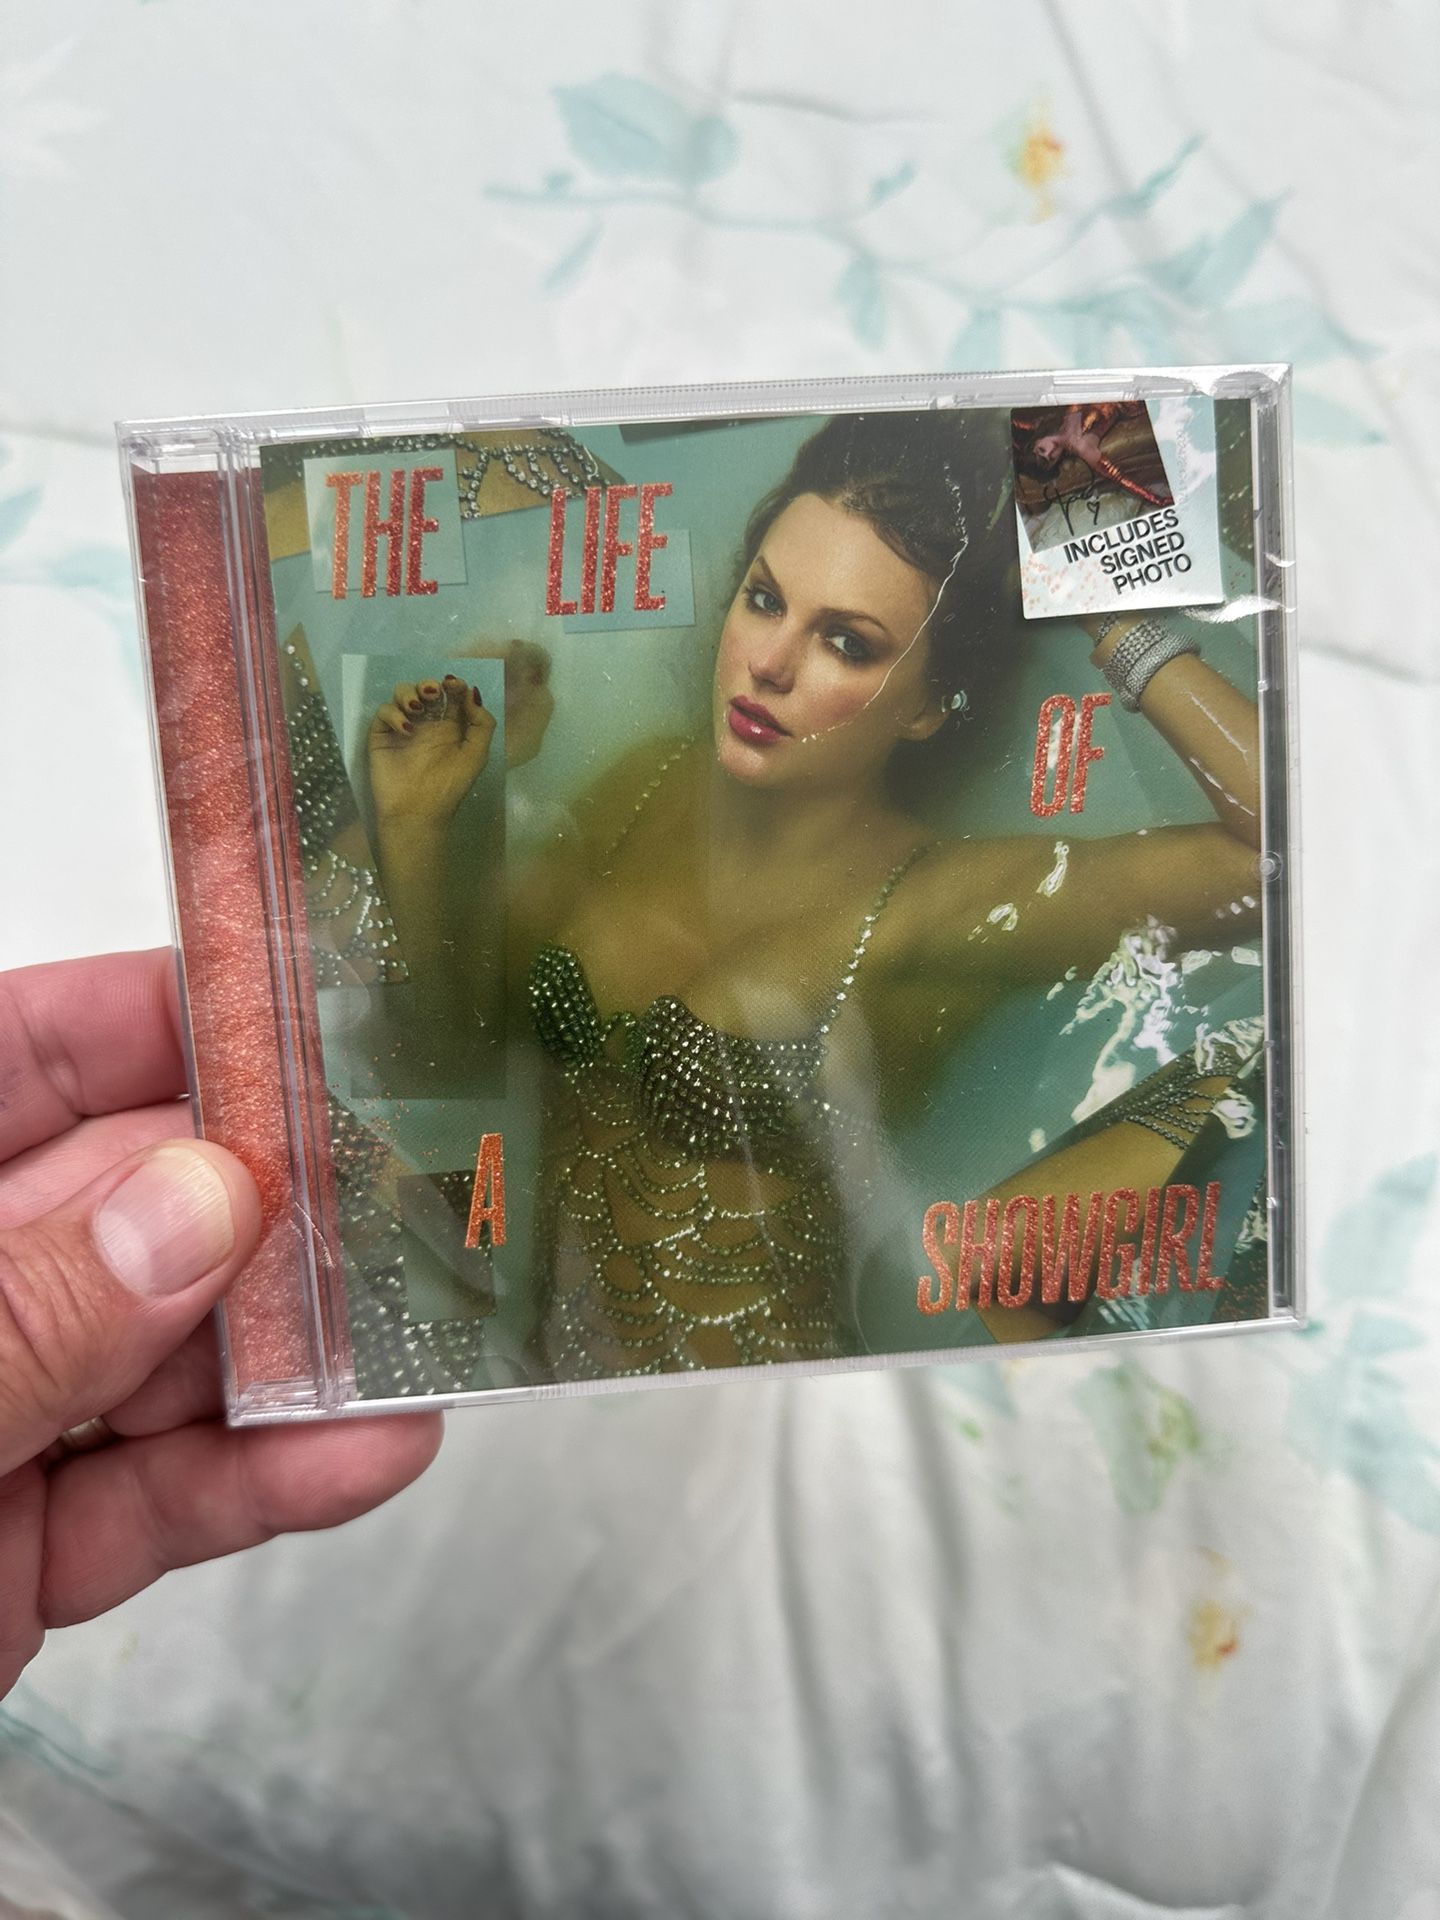 THE LIFE
OF
A
SHOWGIRL
INCLUDES
SIGNED
PHOTO